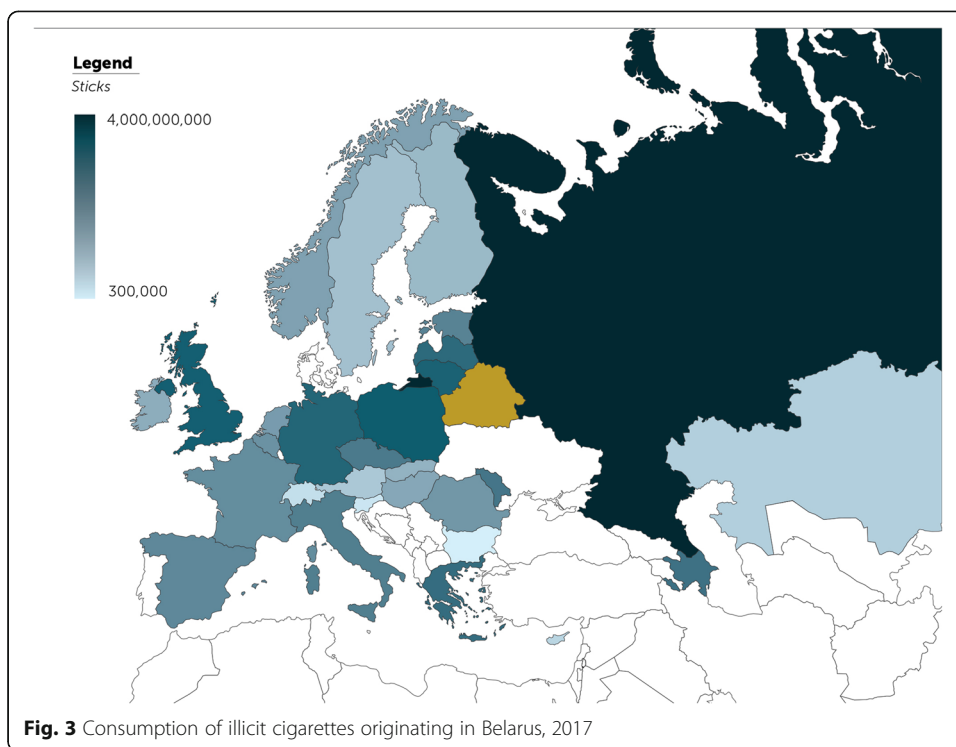 Legend
Sticks
4,000,000,000
300,000
Fig. 3 Consumption of illicit cigarettes originating in Belarus, 2017